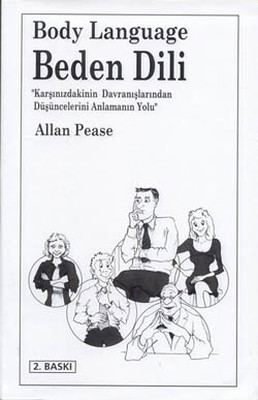 Body Language
Beden Dili
"Karşınızdakinin Davranışlarından
Düşüncelerini Anlamanın Yolu"
Allan Pease
2. BASKI